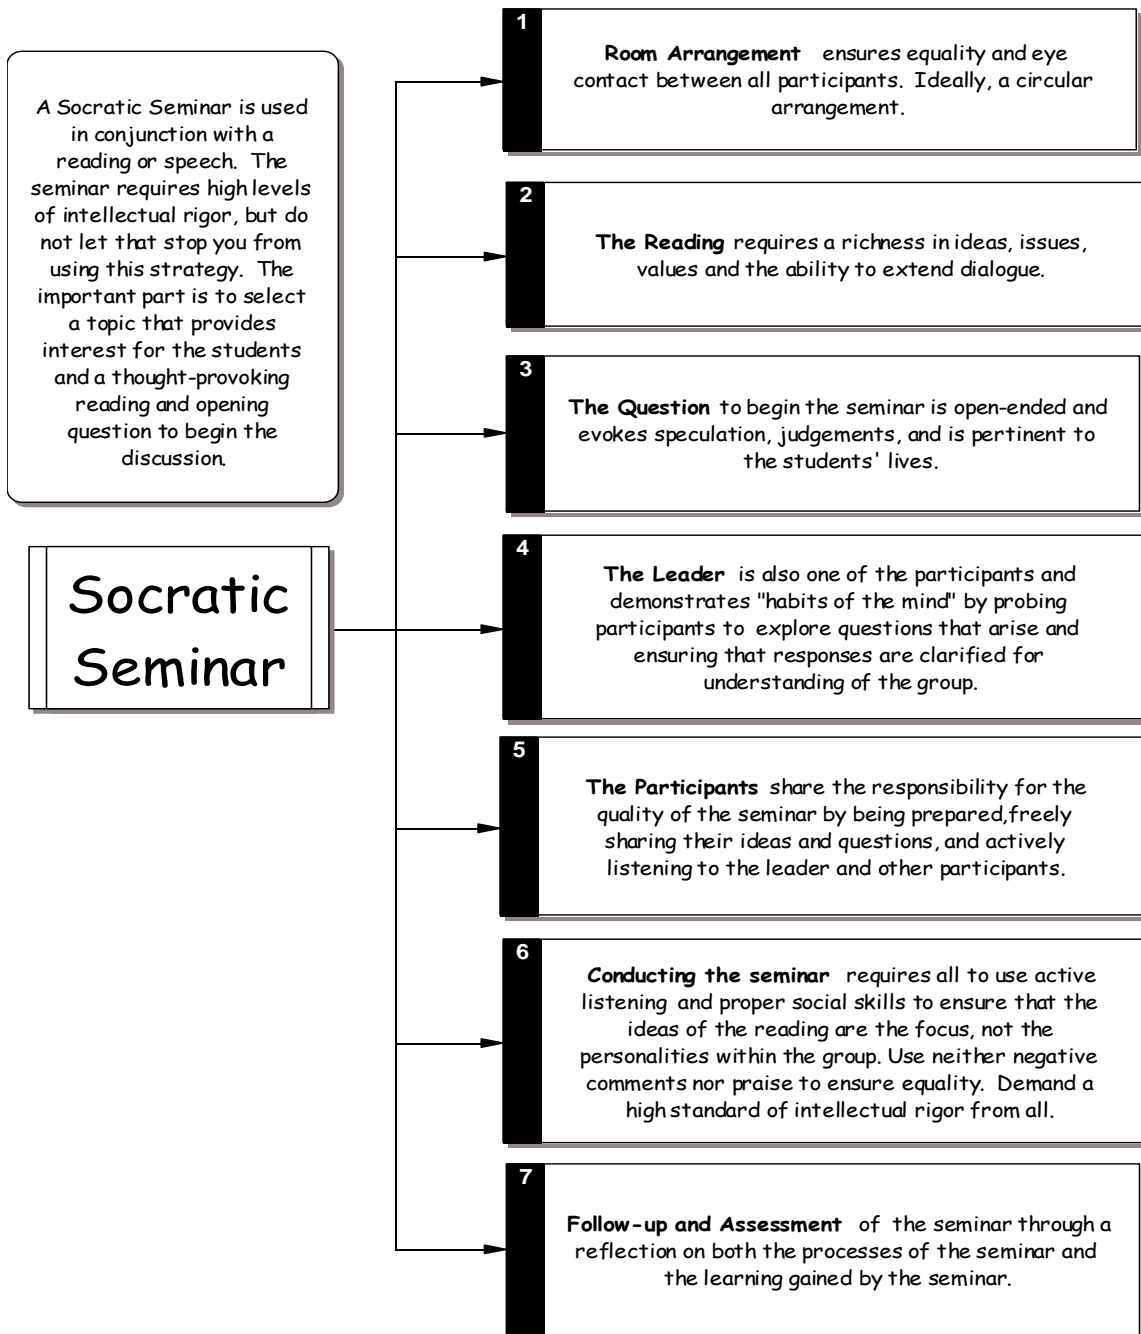 A Socratic Seminar is used
in conjunction with a
reading or speech. The
seminar requires high levels
of intellectual rigor, but do
not let that stop you from
using this strategy. The
important part is to select
a topic that provides
interest for the students
and a thought-provoking
reading and opening
question to begin the
discussion.
Socratic
Seminar
1
Room Arrangement ensures equality and eye
contact between all participants. Ideally, a circular
arrangement.
2
The Reading requires a richness in ideas, issues,
values and the ability to extend dialogue.
3
The Question to begin the seminar is open-ended and
evokes speculation, judgements, and is pertinent to
the students' lives.
4
The Leader is also one of the participants and
demonstrates "habits of the mind" by probing
participants to explore questions that arise and
ensuring that responses are clarified for
understanding of the group.
5
The Participants share the responsibility for the
quality of the seminar by being prepared,freely
sharing their ideas and questions, and actively
listening to the leader and other participants.
6
Conducting the seminar requires all to use active
listening and proper social skills to ensure that the
ideas of the reading are the focus, not the
personalities within the group. Use neither negative
comments nor praise to ensure equality. Demand a
high standard of intellectual rigor from all.
7
Follow-up and Assessment of the seminar through a
reflection on both the processes of the seminar and
the learning gained by the seminar.